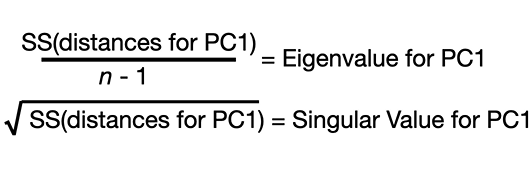 SS(distances for PC1)
n - 1
= Eigenvalue for PC1
√SS(distances for PC1) = Singular Value for PC1